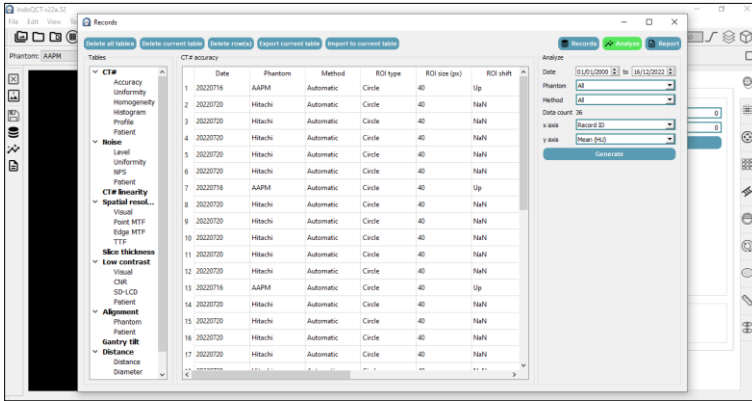 IndoQCT v22a.52
File Edit View To
Phantom: AAPM
Records
Delete all tables Delete current table Delete row(s) Export current table Import to current table Records Analyze Report
Tables
CT#
Accuracy
Uniformity
Homogeneity
Histogram
Profile
Patient
Noise
Level
Uniformity
NPS
Patient
CT# linearity
Spatial resol...
Visual
Point MTF
Edge MTF
TTF
Slice thickness
Low contrast
Visual
CNR
SD-LCD
Patient
Alignment
Phantom
Patient
Gantry tilt
Distance
Distance
Diameter
CT# accuracy
Date Phantom Method ROI type ROI size (px) ROI shift
1 20220716 AAPM Automatic Circle 40 Up
2 20220720 Hitachi Automatic Circle 40 NaN
3 20220720 Hitachi Automatic Circle 40 NaN
4 20220720 Hitachi Automatic Circle 40 NaN
5 20220720 Hitachi Automatic Circle 40 NaN
6 20220720 Hitachi Automatic Circle 40 NaN
7 20220716 AAPM Automatic Circle 40 Up
8 20220720 Hitachi Automatic Circle 40 NaN
9 20220720 Hitachi Automatic Circle 40 NaN
10 20220720 Hitachi Automatic Circle 40 NaN
11 20220720 Hitachi Automatic Circle 40 NaN
12 20220720 Hitachi Automatic Circle 40 NaN
13 20220716 AAPM Automatic Circle 40 Up
14 20220720 Hitachi Automatic Circle 40 NaN
15 20220720 Hitachi Automatic Circle 40 NaN
16 20220720 Hitachi Automatic Circle 40 NaN
17 20220720 Hitachi Automatic Circle 40 NaN
Analyze
Date 01/01/2000 to 16/12/2022
Phantom All
Method All
Data count 36
x axis Record ID
y axis Mean (HU)
Generate
0
0